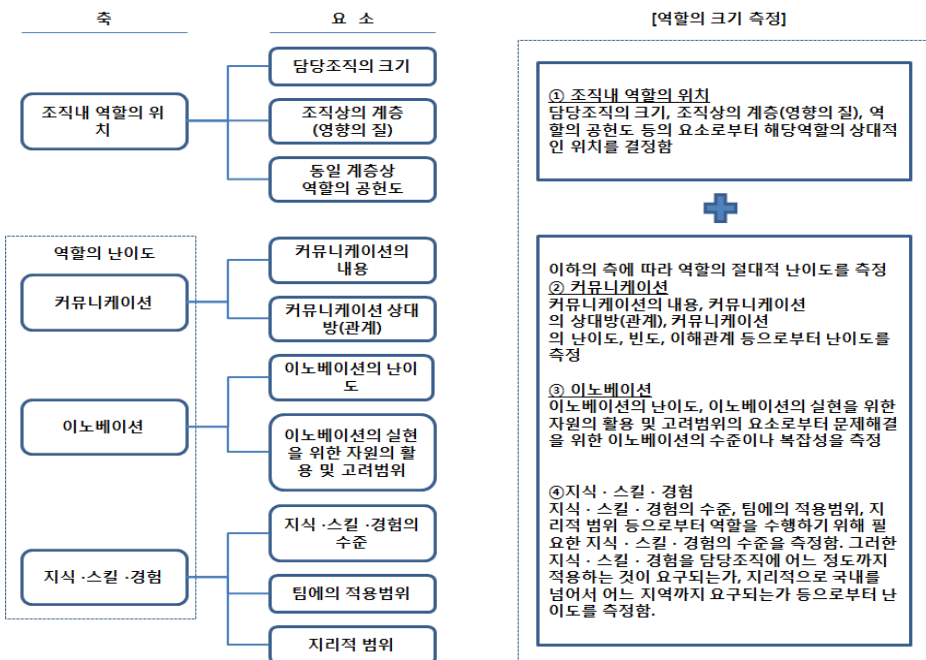 축
요 소
[역할의 크기 측정]
조직내 역할의 위
치
담당조직의 크기
조직상의 계층
(영향의 질)
동일 계층상
역할의 공헌도
역할의 난이도
커뮤니케이션
커뮤니케이션의
내용
커뮤니케이션 상대
방(관계)
이노베이션
이노베이션의 난이
도
이노베이션의 실현
을 위한 자원의 활
용 및 고려범위
지식 ·스킬 ·경험
지식 ·스킬 ·경험의
수준
팀에의 적용범위
지리적 범위
① 조직내 역할의 위치
담당조직의 크기, 조직상의 계층(영향의 질), 역
할의 공헌도 등의 요소로부터 해당역할의 상대적
인 위치를 결정함
이하의 측에 따라 역할의 절대적 난이도를 측정
② 커뮤니케이션
커뮤니케이션의 내용, 커뮤니케이션
의 상대방(관계), 커뮤니케이션
의 난이도, 빈도, 이해관계 등으로부터 난이도를
측정
③ 이노베이션
이노베이션의 난이도, 이노베이션의 실현을 위한
자원의 활용 및 고려범위의 요소로부터 문제해결
을 위한 이노베이션의 수준이나 복잡성을 측정
④지식 · 스킬 · 경험
지식 · 스킬 · 경험의 수준, 팀에의 적용범위, 지
리적 범위 등으로부터 역할을 수행하기 위해 필
요한 지식 · 스킬 · 경험의 수준을 측정함. 그러한
지식 · 스킬 · 경험을 담당조직에 어느 정도까지
적용하는 것이 요구되는가, 지리적으로 국내를
넘어서 어느 지역까지 요구되는가 등으로부터 난
이도를 측정함.